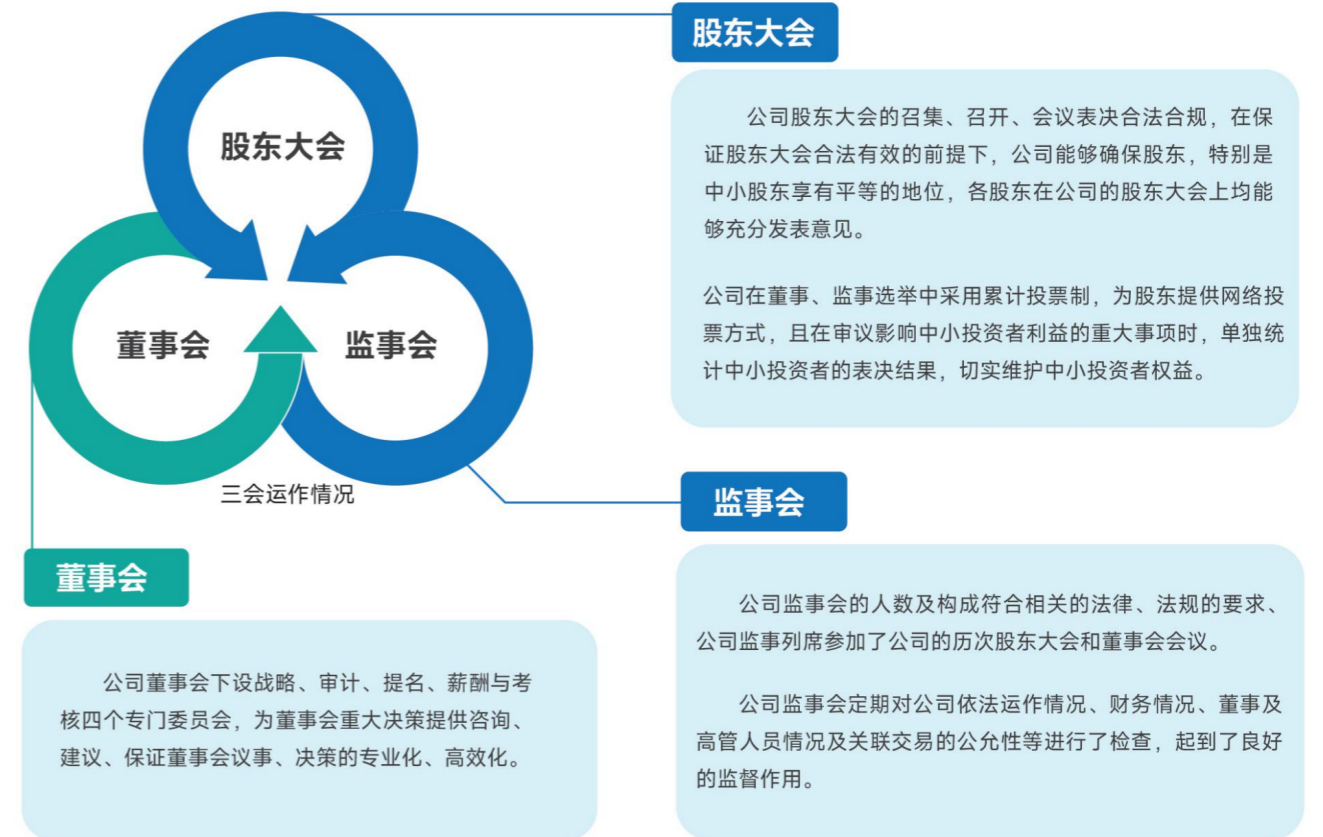 股东大会
董事会
监事会
三会运作情况
股东大会
公司股东大会的召集、召开、会议表决合法合规，在保
证股东大会合法有效的前提下，公司能够确保股东，特别是
中小股东享有平等的地位，各股东在公司的股东大会上均能
够充分发表意见。
公司在董事、监事选举中采用累计投票制，为股东提供网络投
票方式，且在审议影响中小投资者利益的重大事项时，单独统
计中小投资者的表决结果，切实维护中小投资者权益。
监事会
公司监事会的人数及构成符合相关的法律、法规的要求、
公司监事列席参加了公司的历次股东大会和董事会会议。
公司监事会定期对公司依法运作情况、财务情况、董事及
高管人员情况及关联交易的公允性等进行了检查，起到了良好
的监督作用。
董事会
公司董事会下设战略、审计、提名、薪酬与考
核四个专门委员会，为董事会重大决策提供咨询、
建议、保证董事会议事、决策的专业化、高效化。